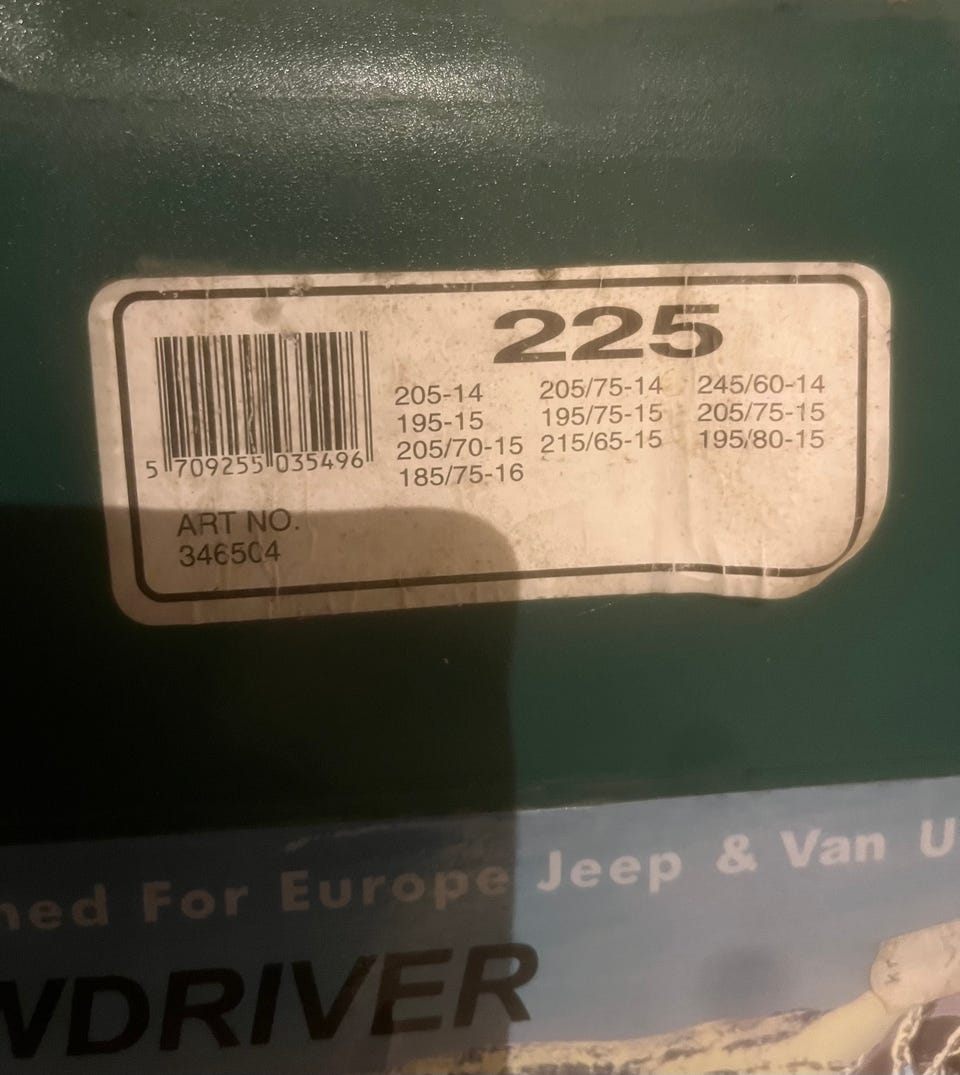 225
205-14 205/75-14 245/60-14
195-15 195/75-15 205/75-15
205/70-15 215/65-15 195/80-15
185/75-16
5 709255 035496
ART NO.
346504
For Europe Jeep & Van